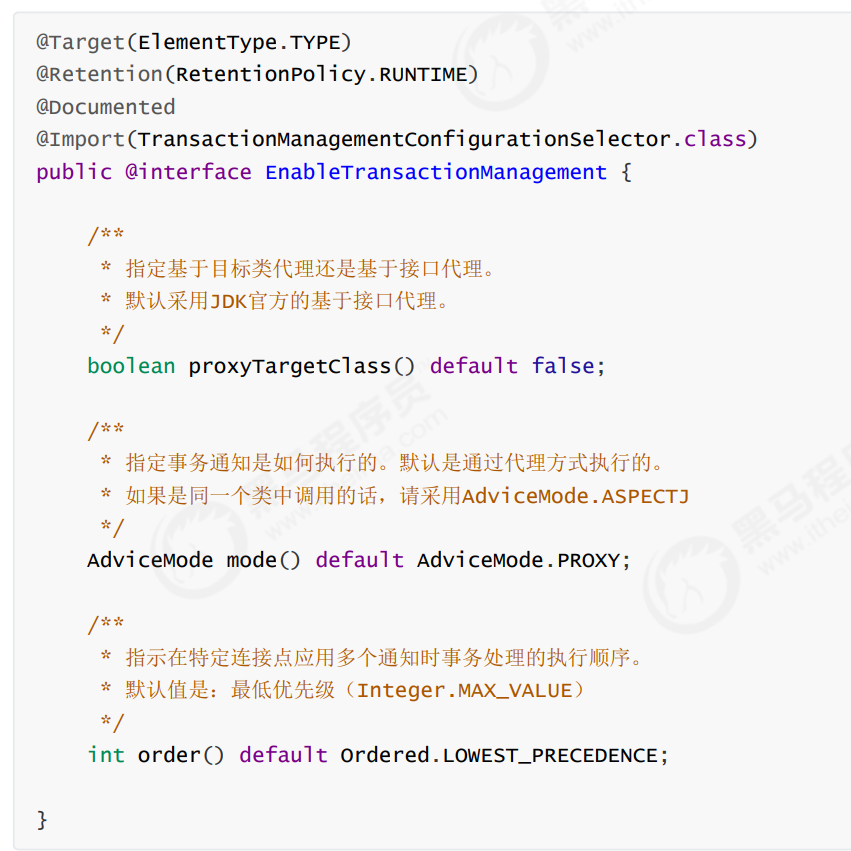 @Target(ElementType.TYPE)
@Retention(RetentionPolicy.RUNTIME)
@Documented
@Import(TransactionManagementConfigurationSelector.class)
public @interface EnableTransactionManagement {
/**
* 指定基于目标类代理还是基于接口代理。
* 默认采用JDK官方的基于接口代理。
*/
boolean proxyTargetClass() default false;
/**
* 指定事务通知是如何执行的。默认是通过代理方式执行的。
* 如果是同一个类中调用的话，请采用AdviceMode.ASPECTJ
*/
AdviceMode mode() default AdviceMode.PROXY;
/**
* 指示在特定连接点应用多个通知时事务处理的执行顺序。
* 默认值是：最低优先级（Integer.MAX_VALUE）
*/
int order() default Ordered.LOWEST_PRECEDENCE;
}
黑马程序员